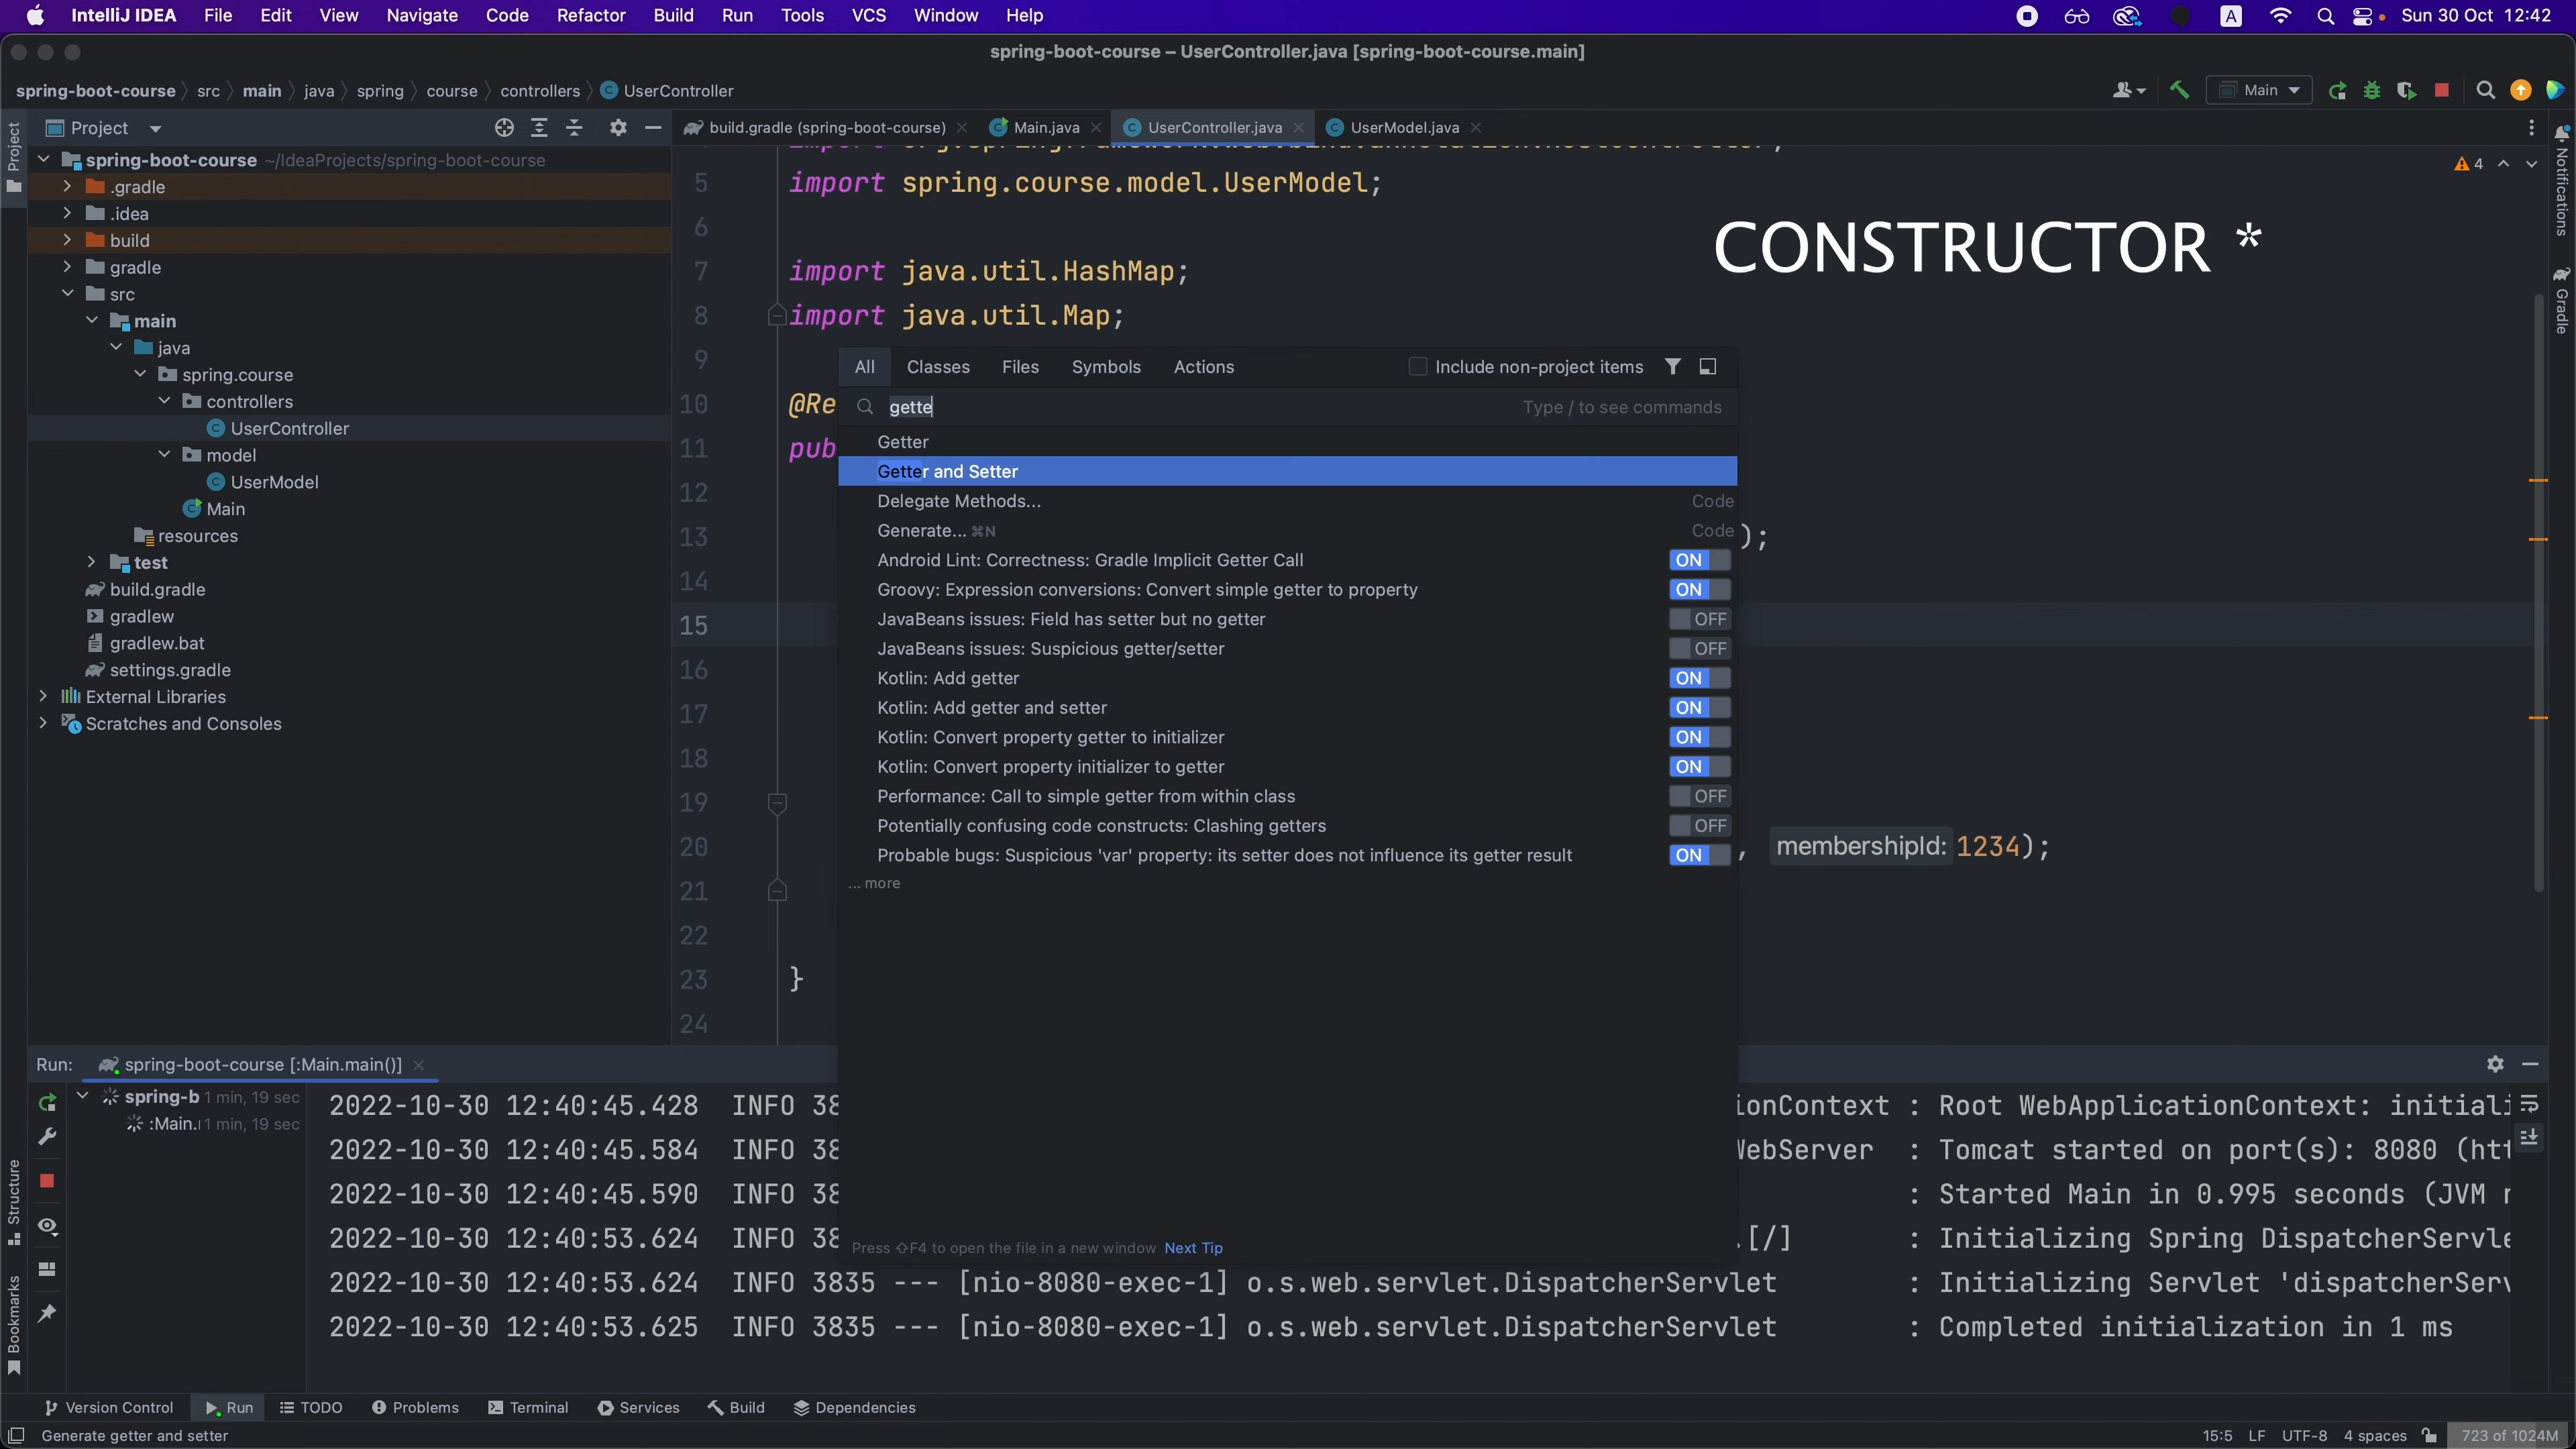 IntelliJ IDEA File Edit View Navigate Code Refactor Build Run Tools VCS Window Help A Sun 30 Oct 12:42
spring-boot-course – UserController.java [spring-boot-course.main]
spring-boot-course src main java spring course controllers UserController Main
Project
Project
build.gradle (spring-boot-course) Main.java UserController.java UserModel.java
Notifications
Gradle
4
spring-boot-course ~/IdeaProjects/spring-boot-course
.gradle
.idea
build
gradle
src
main
java
spring.course
controllers
UserController
model
UserModel
Main
resources
test
build.gradle
gradlew
gradlew.bat
settings.gradle
External Libraries
Scratches and Consoles
5 import spring.course.model.UserModel;
6
7 import java.util.HashMap;
8 import java.util.Map;
9
10 @Re
11 pub
12
13 );
14
15
16
17
18
19
20 , membershipId: 1234);
21
22
23 }
24
CONSTRUCTOR *
All Classes Files Symbols Actions Include non-project items
gette Type / to see commands
Getter
Getter and Setter
Delegate Methods... Code
Generate... ⌘N Code
Android Lint: Correctness: Gradle Implicit Getter Call ON
Groovy: Expression conversions: Convert simple getter to property ON
JavaBeans issues: Field has setter but no getter OFF
JavaBeans issues: Suspicious getter/setter OFF
Kotlin: Add getter ON
Kotlin: Add getter and setter ON
Kotlin: Convert property getter to initializer ON
Kotlin: Convert property initializer to getter ON
Performance: Call to simple getter from within class OFF
Potentially confusing code constructs: Clashing getters OFF
Probable bugs: Suspicious 'var' property: its setter does not influence its getter result ON
... more
Press ⇧F4 to open the file in a new window Next Tip
Run: spring-boot-course [:Main.main()]
spring-b 1 min, 19 sec
:Main. 1 min, 19 sec
2022-10-30 12:40:45.428 INFO 38 ionContext : Root WebApplicationContext: initiali
2022-10-30 12:40:45.584 INFO 38 WebServer : Tomcat started on port(s): 8080 (htt
2022-10-30 12:40:45.590 INFO 38 : Started Main in 0.995 seconds (JVM r
2022-10-30 12:40:53.624 INFO 38 .[/] : Initializing Spring DispatcherServle
2022-10-30 12:40:53.624 INFO 3835 --- [nio-8080-exec-1] o.s.web.servlet.DispatcherServlet : Initializing Servlet 'dispatcherServ
2022-10-30 12:40:53.625 INFO 3835 --- [nio-8080-exec-1] o.s.web.servlet.DispatcherServlet : Completed initialization in 1 ms
Structure
Bookmarks
Version Control Run TODO Problems Terminal Services Build Dependencies
Generate getter and setter 15:5 LF UTF-8 4 spaces 723 of 1024M